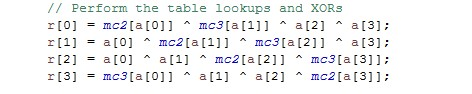 // Perform the table lookups and XORs
r[0] = mc2[a[0]] ^ mc3[a[1]] ^ a[2] ^ a[3];
r[1] = a[0] ^ mc2[a[1]] ^ mc3[a[2]] ^ a[3];
r[2] = a[0] ^ a[1] ^ mc2[a[2]] ^ mc3[a[3]];
r[3] = mc3[a[0]] ^ a[1] ^ a[2] ^ mc2[a[3]];